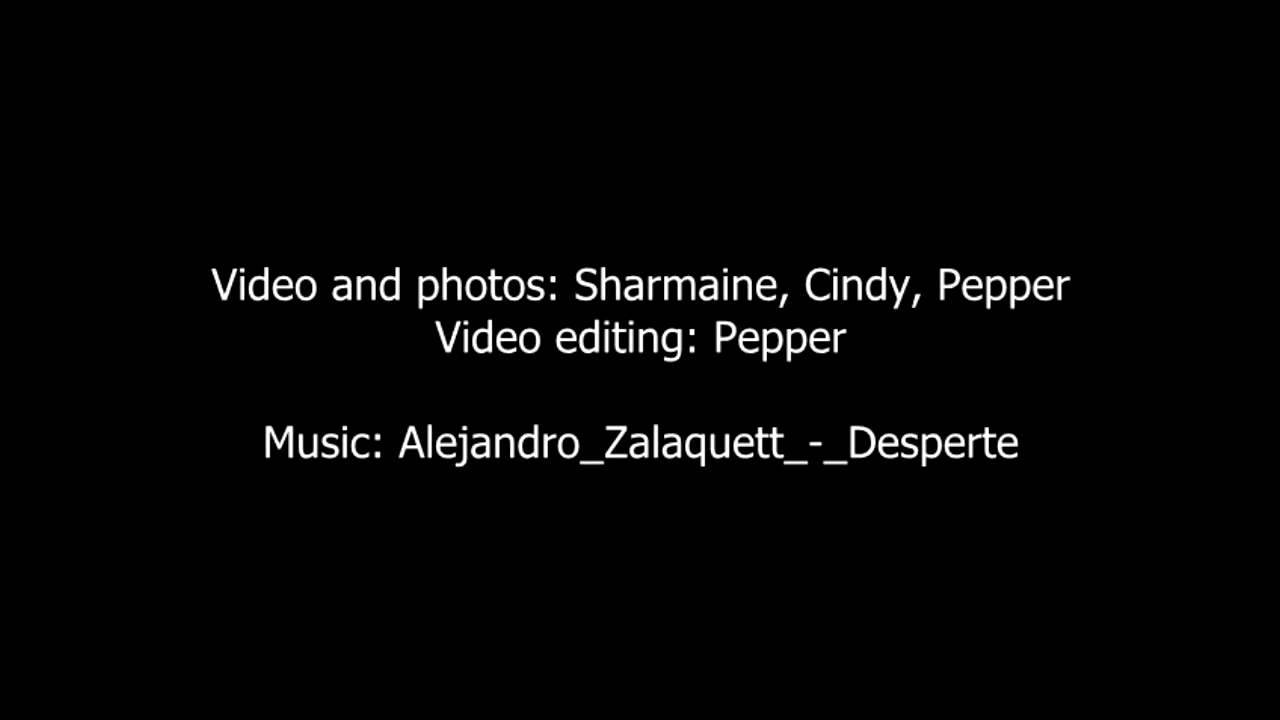 Video and photos: Sharmaine, Cindy, Pepper
Video editing: Pepper
Music: Alejandro_Zalaquett_-_Desperte